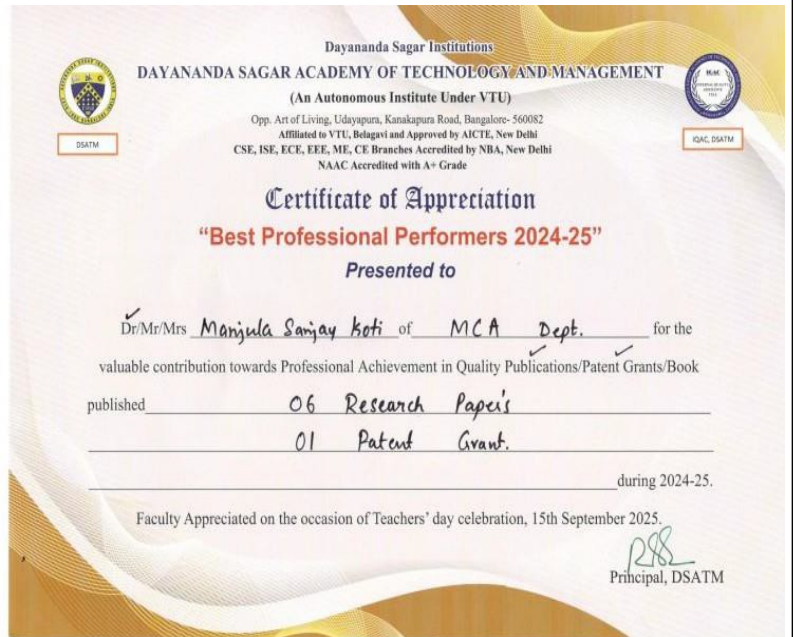 Dayananda Sagar Institutions
DAYANANDA SAGAR ACADEMY OF TECHNOLOGY AND MANAGEMENT
(An Autonomous Institute Under VTU)
Opp. Art of Living, Udayapura, Kanakapura Road, Bangalore- 560082
Affiliated to VTU, Belagavi and Approved by AICTE, New Delhi
CSE, ISE, ECE, EEE, ME, CE Branches Accredited by NBA, New Delhi
NAAC Accredited with A+ Grade
DSATM
IQAC
IQAC, DSATM
Certificate of Appreciation
“Best Professional Performers 2024-25”
Presented to
Dr/Mr/Mrs Manjula Sanjay Koti of MCA Dept. for the
valuable contribution towards Professional Achievement in Quality Publications/Patent Grants/Book
published 06 Research Paper's
01 Patent Grant.
during 2024-25.
Faculty Appreciated on the occasion of Teachers’ day celebration, 15th September 2025.
Principal, DSATM